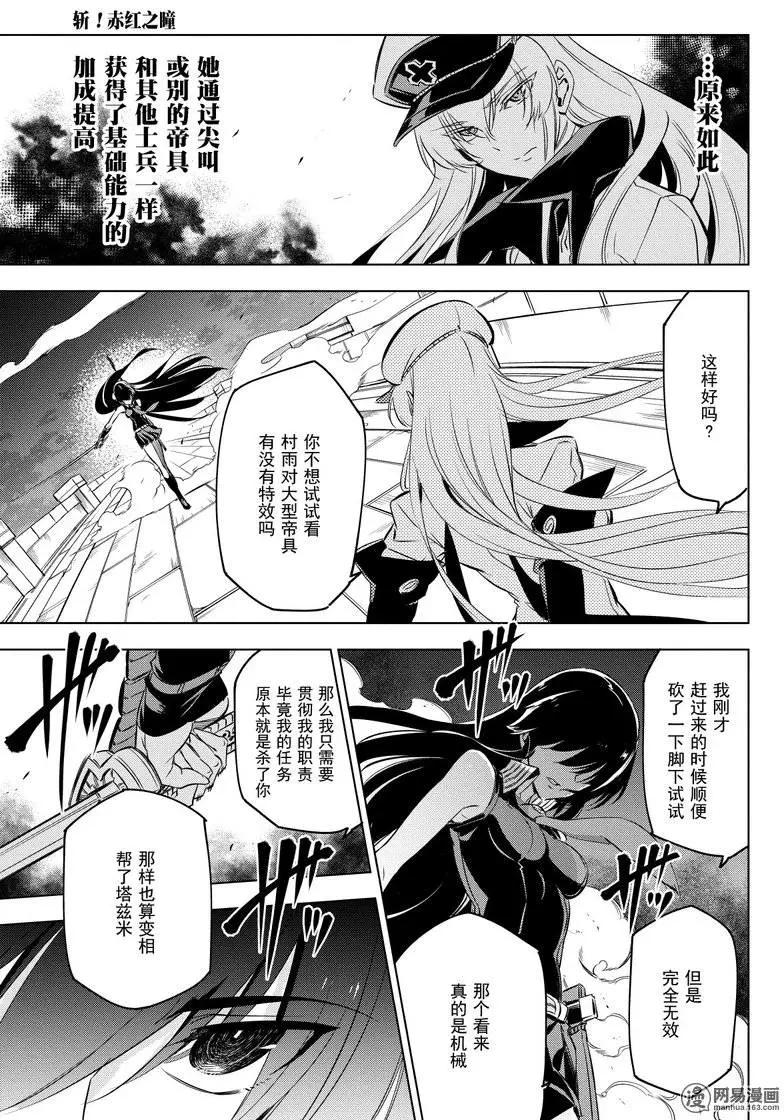 斩！赤红之瞳
…原来如此
她通过尖叫
或别的帝具
和其他士兵一样
获得了基础能力的
加成提高
这样好吗？
你不想试试看
村雨对大型帝具
有没有特效吗
我刚才
赶过来的时候顺便
砍了一下脚下试试
但是
完全无效
那个看来
真的是机械
那么我只需要
贯彻我的职责
毕竟我的任务
原本就是杀了你
那样也算变相
帮了塔兹米
网易漫画
manhua.163.com